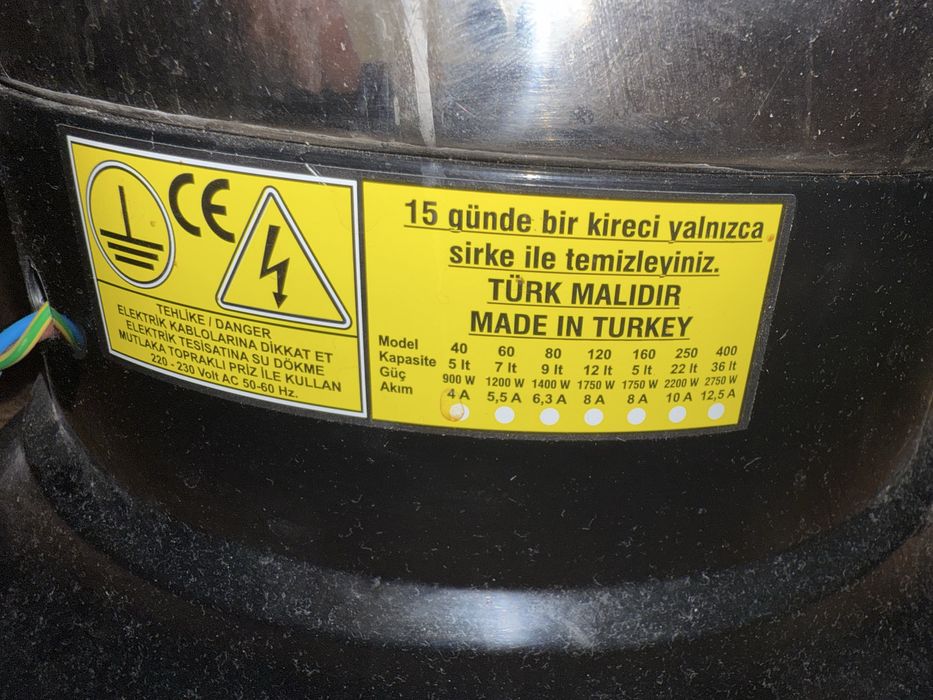 CE
TEHLİKE / DANGER
ELEKTRİK KABLOLARINA DİKKAT ET
ELEKTRİK TESİSATINA SU DÖKME
MUTLAKA TOPRAKLI PRİZ İLE KULLAN
220 - 230 Volt AC 50-60 Hz.
15 günde bir kireci yalnızca
sirke ile temizleyiniz.
TÜRK MALIDIR
MADE IN TURKEY
Model 40 60 80 120 160 250 400
Kapasite 5 lt 7 lt 9 lt 12 lt 5 lt 22 lt 36 lt
Güç 900 W 1200 W 1400 W 1750 W 1750 W 2200 W 2750 W
Akım 4 A 5,5 A 6,3 A 8 A 8 A 10 A 12,5 A